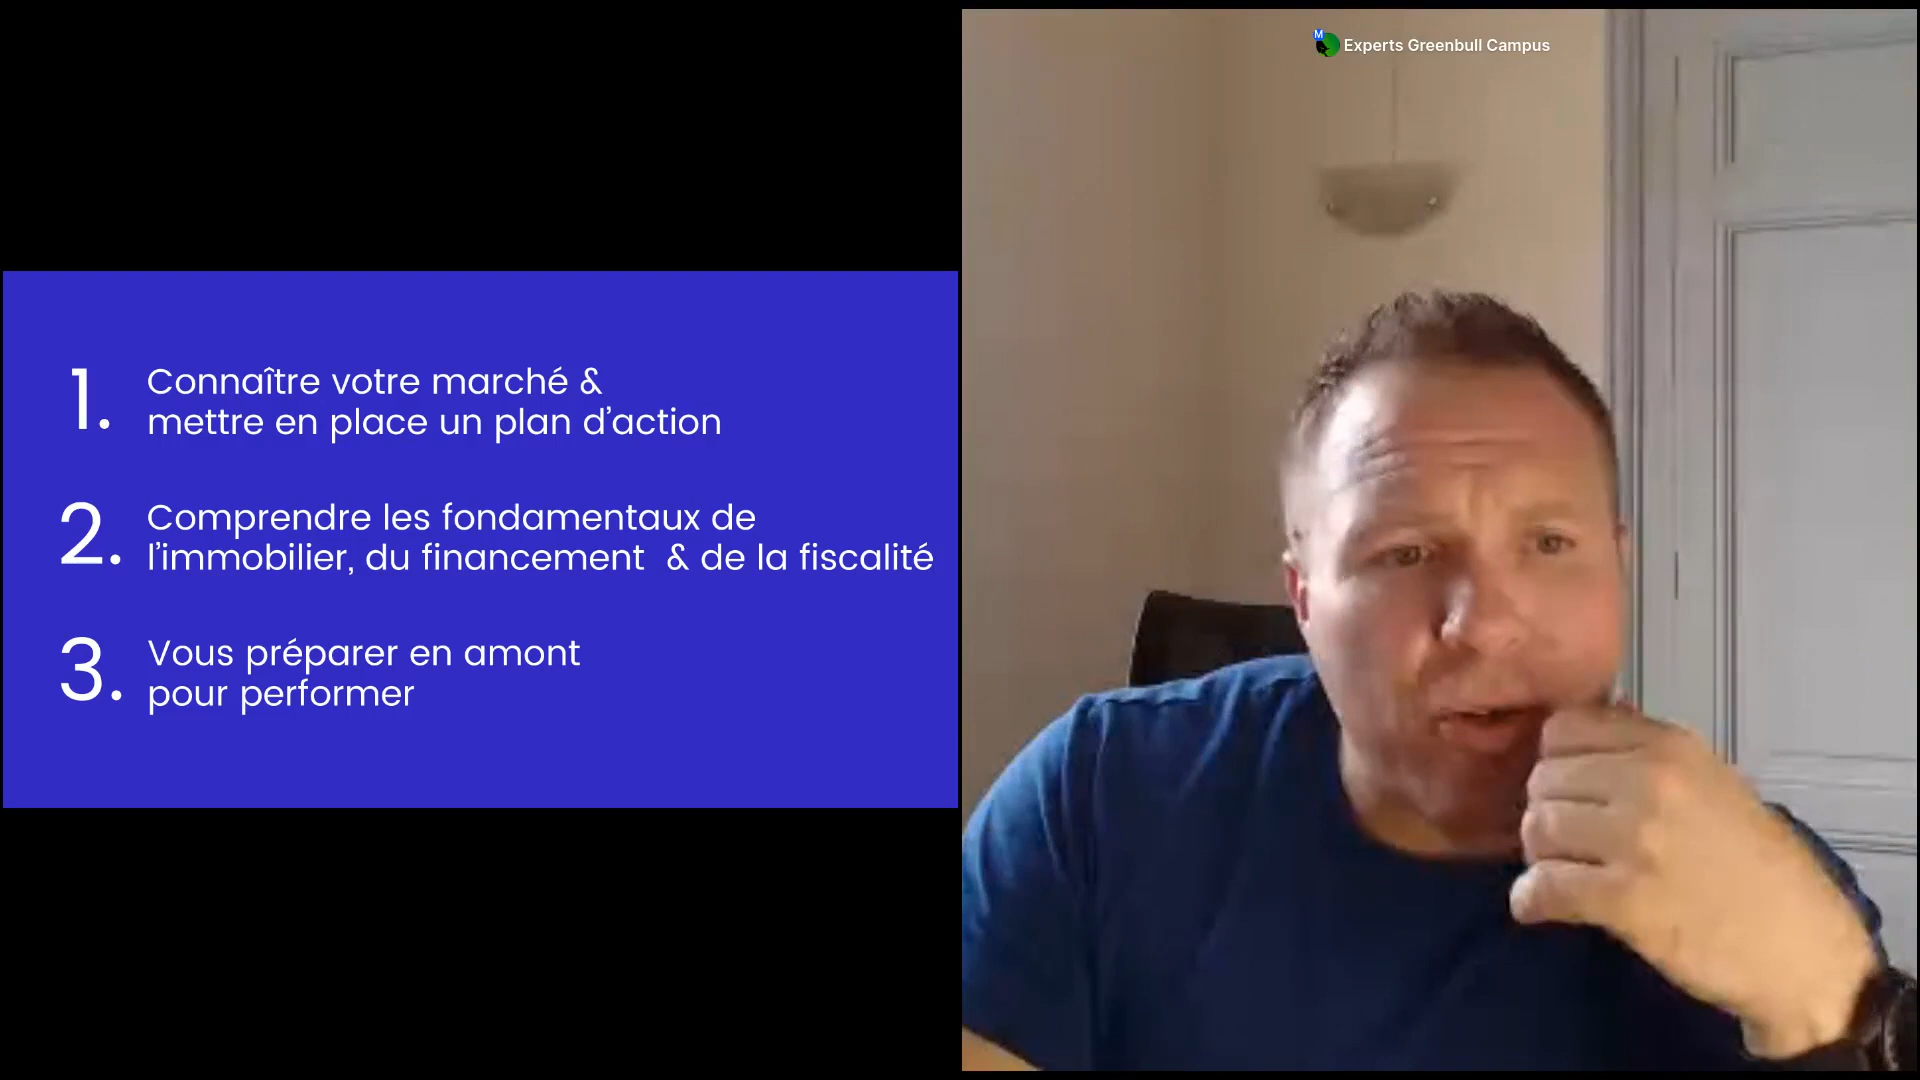 1. Connaître votre marché &
mettre en place un plan d’action
2. Comprendre les fondamentaux de
l’immobilier, du financement & de la fiscalité
3. Vous préparer en amont
pour performer
M Experts Greenbull Campus